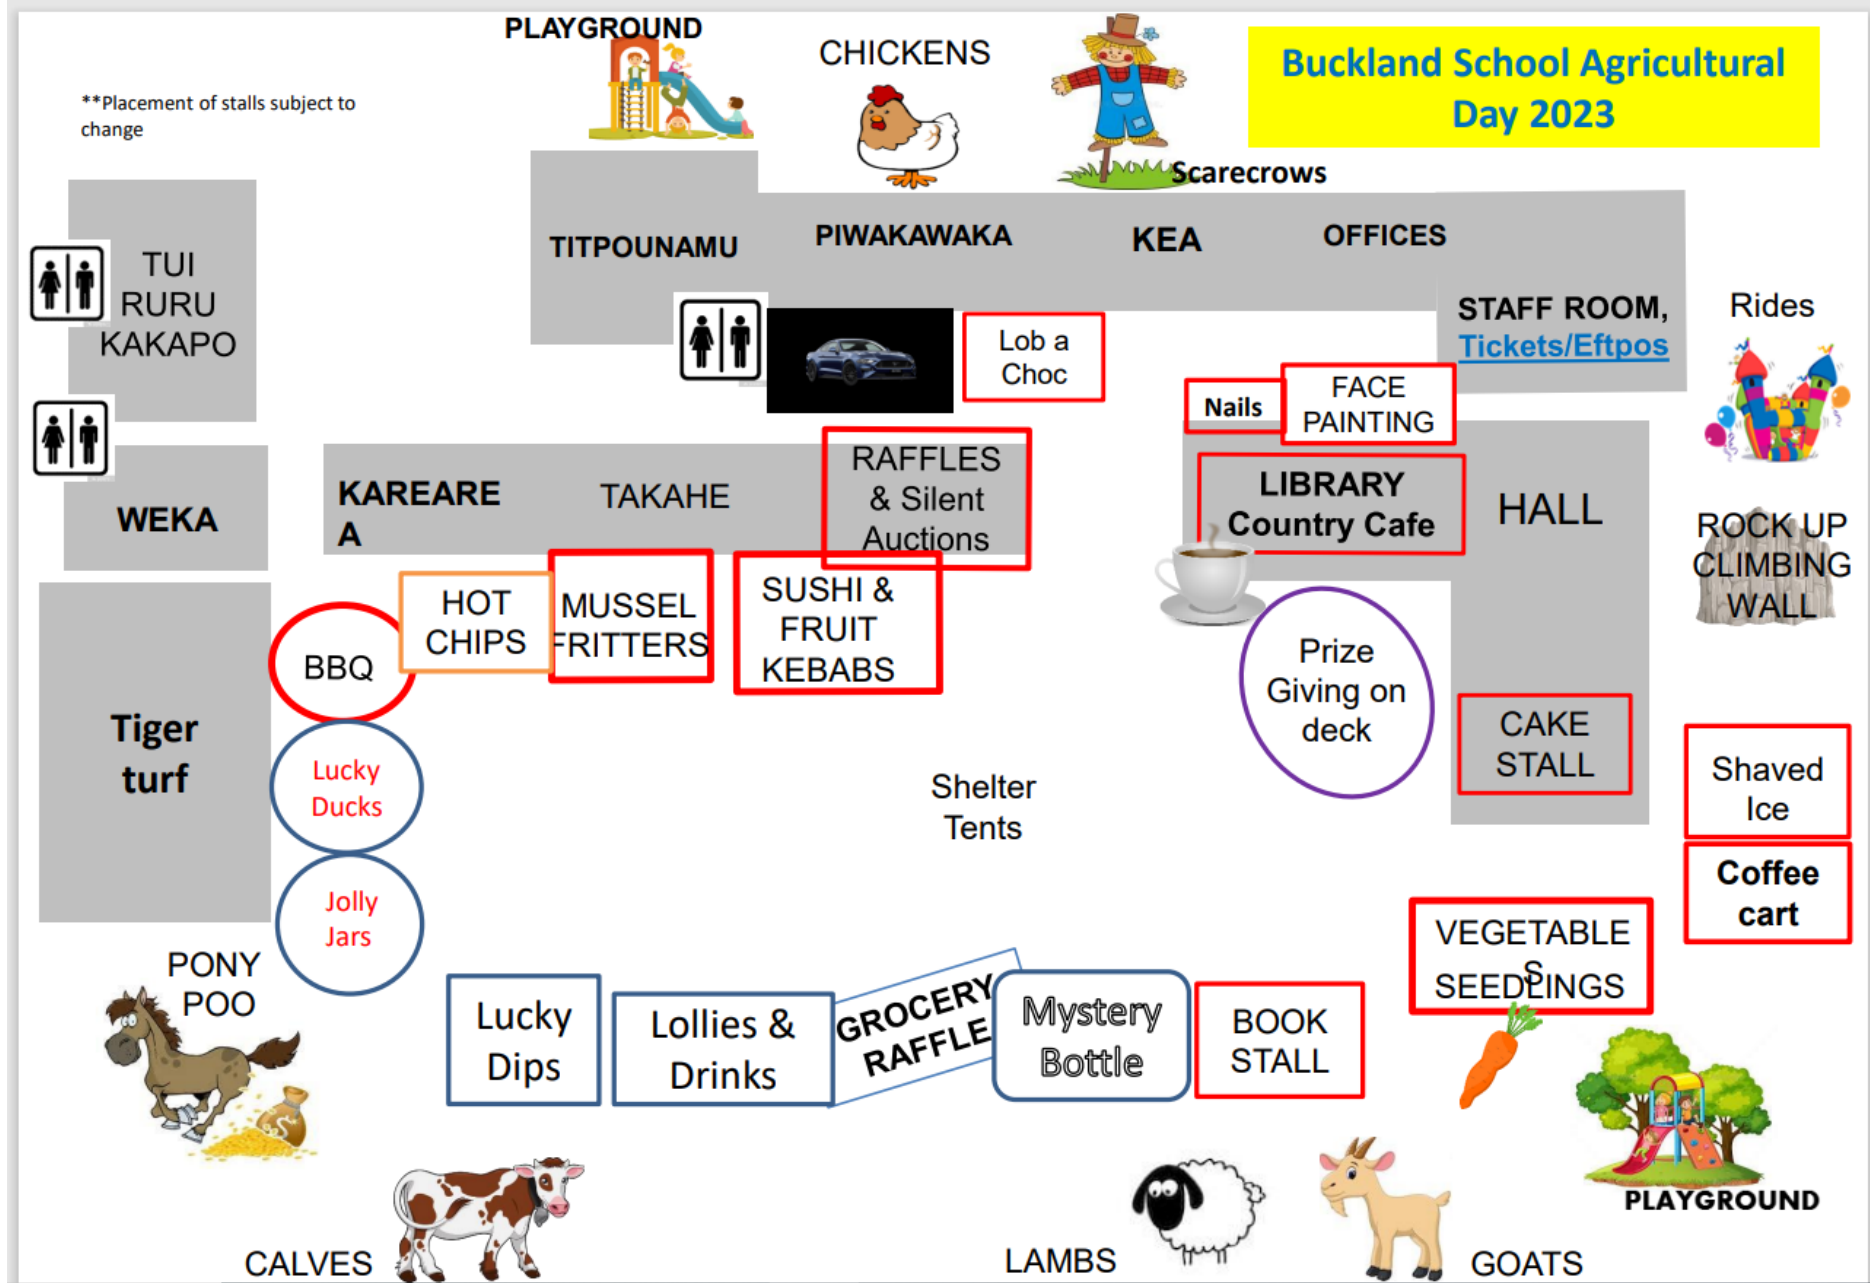 PLAYGROUND
CHICKENS
Buckland School Agricultural
Day 2023
**Placement of stalls subject to
change
Scarecrows
TUI
RURU
KAKAPO
TITPOUNAMU
PIWAKAWAKA
KEA
OFFICES
STAFF ROOM,
Tickets/Eftpos
Rides
Lob a
Choc
Nails
FACE
PAINTING
WEKA
KAREARE
A
TAKAHE
RAFFLES
& Silent
Auctions
LIBRARY
Country Cafe
HALL
ROCK UP
CLIMBING
WALL
BBQ
HOT
CHIPS
MUSSEL
FRITTERS
SUSHI &
FRUIT
KEBABS
Prize
Giving on
deck
Tiger
turf
Lucky
Ducks
Shelter
Tents
CAKE
STALL
Shaved
Ice
Coffee
cart
Jolly
Jars
PONY
POO
VEGETABLE
S
SEEDLINGS
Lucky
Dips
Lollies &
Drinks
GROCERY
RAFFLE
Mystery
Bottle
BOOK
STALL
PLAYGROUND
CALVES
LAMBS
GOATS